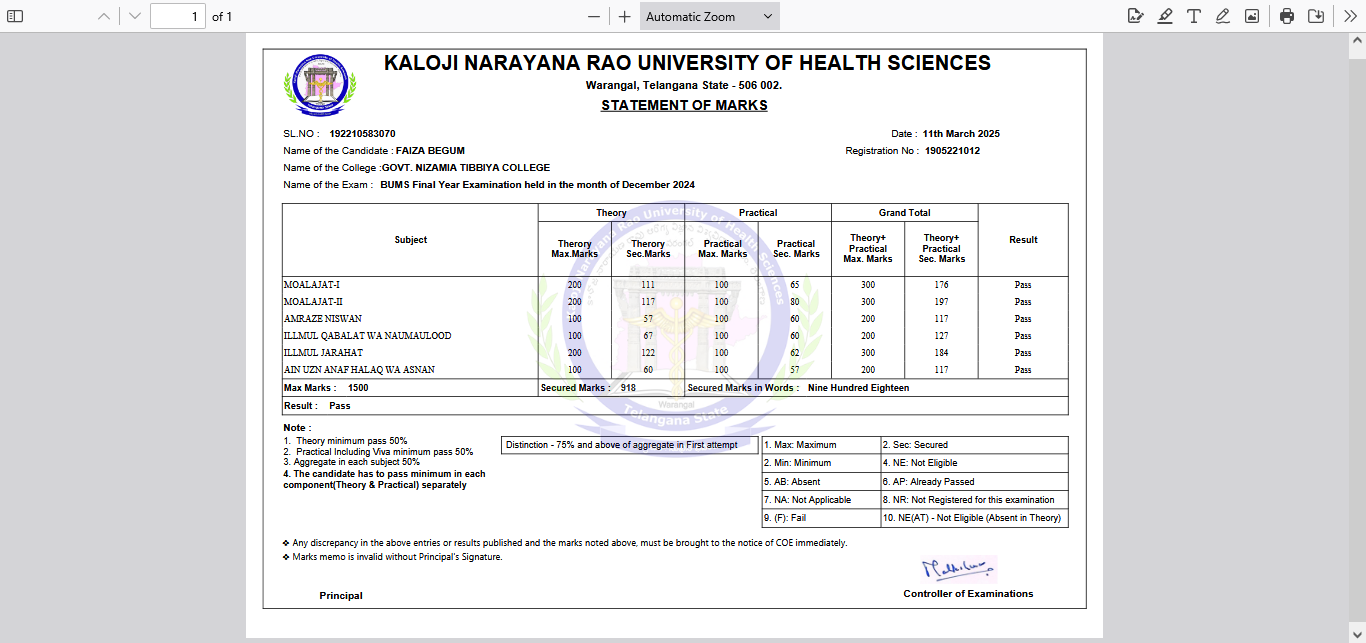 1 of 1 Automatic Zoom
KALOJI NARAYANA RAO UNIVERSITY OF HEALTH SCIENCES
Warangal, Telangana State - 506 002.
STATEMENT OF MARKS
SL.NO : 192210583070 Date : 11th March 2025
Name of the Candidate : FAIZA BEGUM Registration No : 1905221012
Name of the College :GOVT. NIZAMIA TIBBIYA COLLEGE
Name of the Exam : BUMS Final Year Examination held in the month of December 2024
Theory Practical Grand Total
Subject Therory Max.Marks Therory Sec.Marks Practical Max. Marks Practical Sec. Marks Theory+ Practical Max. Marks Theory+ Practical Sec. Marks Result
MOALAJAT-I 200 111 100 65 300 176 Pass
MOALAJAT-II 200 117 100 80 300 197 Pass
AMRAZE NISWAN 100 57 100 60 200 117 Pass
ILLMUL QABALAT WA NAUMAULOOD 100 67 100 60 200 127 Pass
ILLMUL JARAHAT 200 122 100 62 300 184 Pass
AIN UZN ANAF HALAQ WA ASNAN 100 60 100 57 200 117 Pass
Max Marks : 1500 Secured Marks : 918 Secured Marks in Words : Nine Hundred Eighteen
Result : Pass
Warangal
Telangana State
Note :
1. Theory minimum pass 50%
2. Practical Including Viva minimum pass 50%
3. Aggregate in each subject 50%
4. The candidate has to pass minimum in each
component(Theory & Practical) separately
Distinction - 75% and above of aggregate in First attempt
1. Max: Maximum 2. Sec: Secured
2. Min: Minimum 4. NE: Not Eligible
5. AB: Absent 6. AP: Already Passed
7. NA: Not Applicable 8. NR: Not Registered for this examination
9. (F): Fail 10. NE(AT) - Not Eligible (Absent in Theory)
❖ Any discrepancy in the above entries or results published and the marks noted above, must be brought to the notice of COE immediately.
❖ Marks memo is invalid without Principal's Signature.
Principal Controller of Examinations